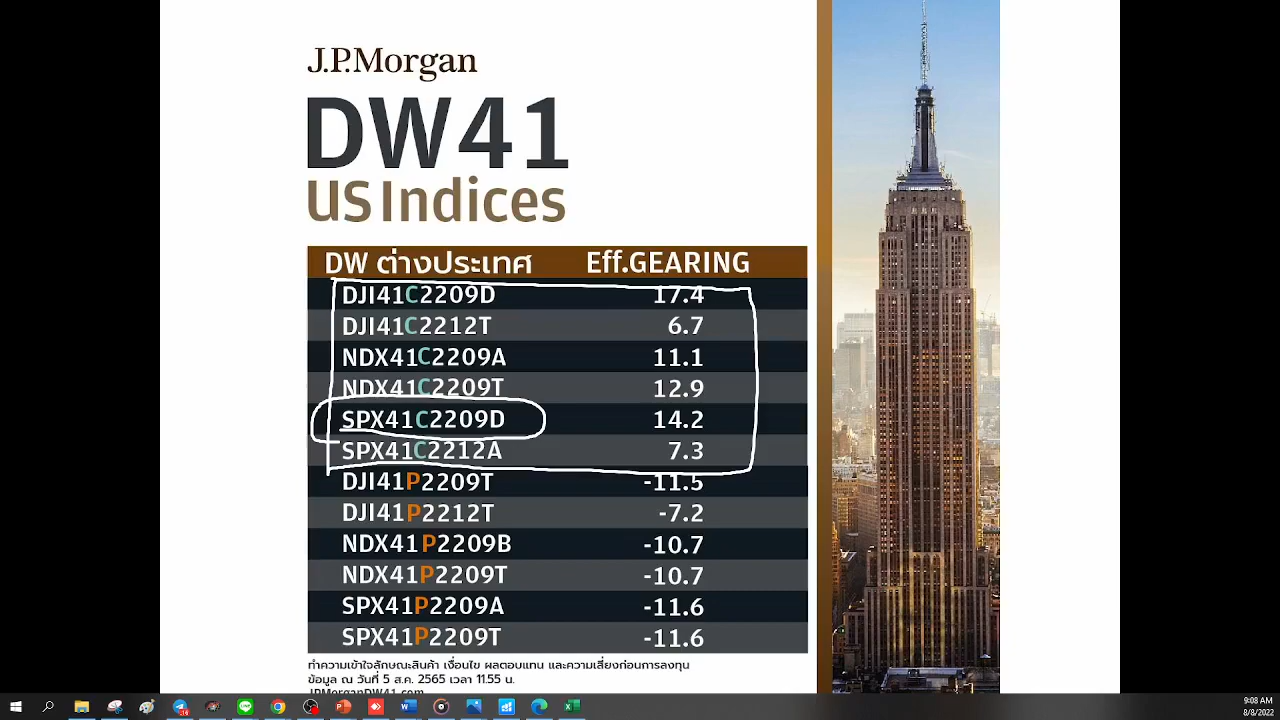 J.P.Morgan
DW41
US Indices
DW ต่างประเทศ Eff.GEARING
DJI41C2209D 17.4
DJI41C2212T 6.7
NDX41C2209A 11.1
NDX41C2209T 12.9
SPX41C2209D 14.2
SPX41C2212A 7.3
DJI41P2209T -11.5
DJI41P2212T -7.2
NDX41P2209B -10.7
NDX41P2209T -10.7
SPX41P2209A -11.6
SPX41P2209T -11.6
ทำความเข้าใจลักษณะสินค้า เงื่อนไข ผลตอบแทน และความเสี่ยงก่อนการลงทุน
ข้อมูล ณ วันที่ 5 ส.ค. 2565 เวลา 11.55 น.
JPMorganDW41.com
9:08 AM
8/8/2022